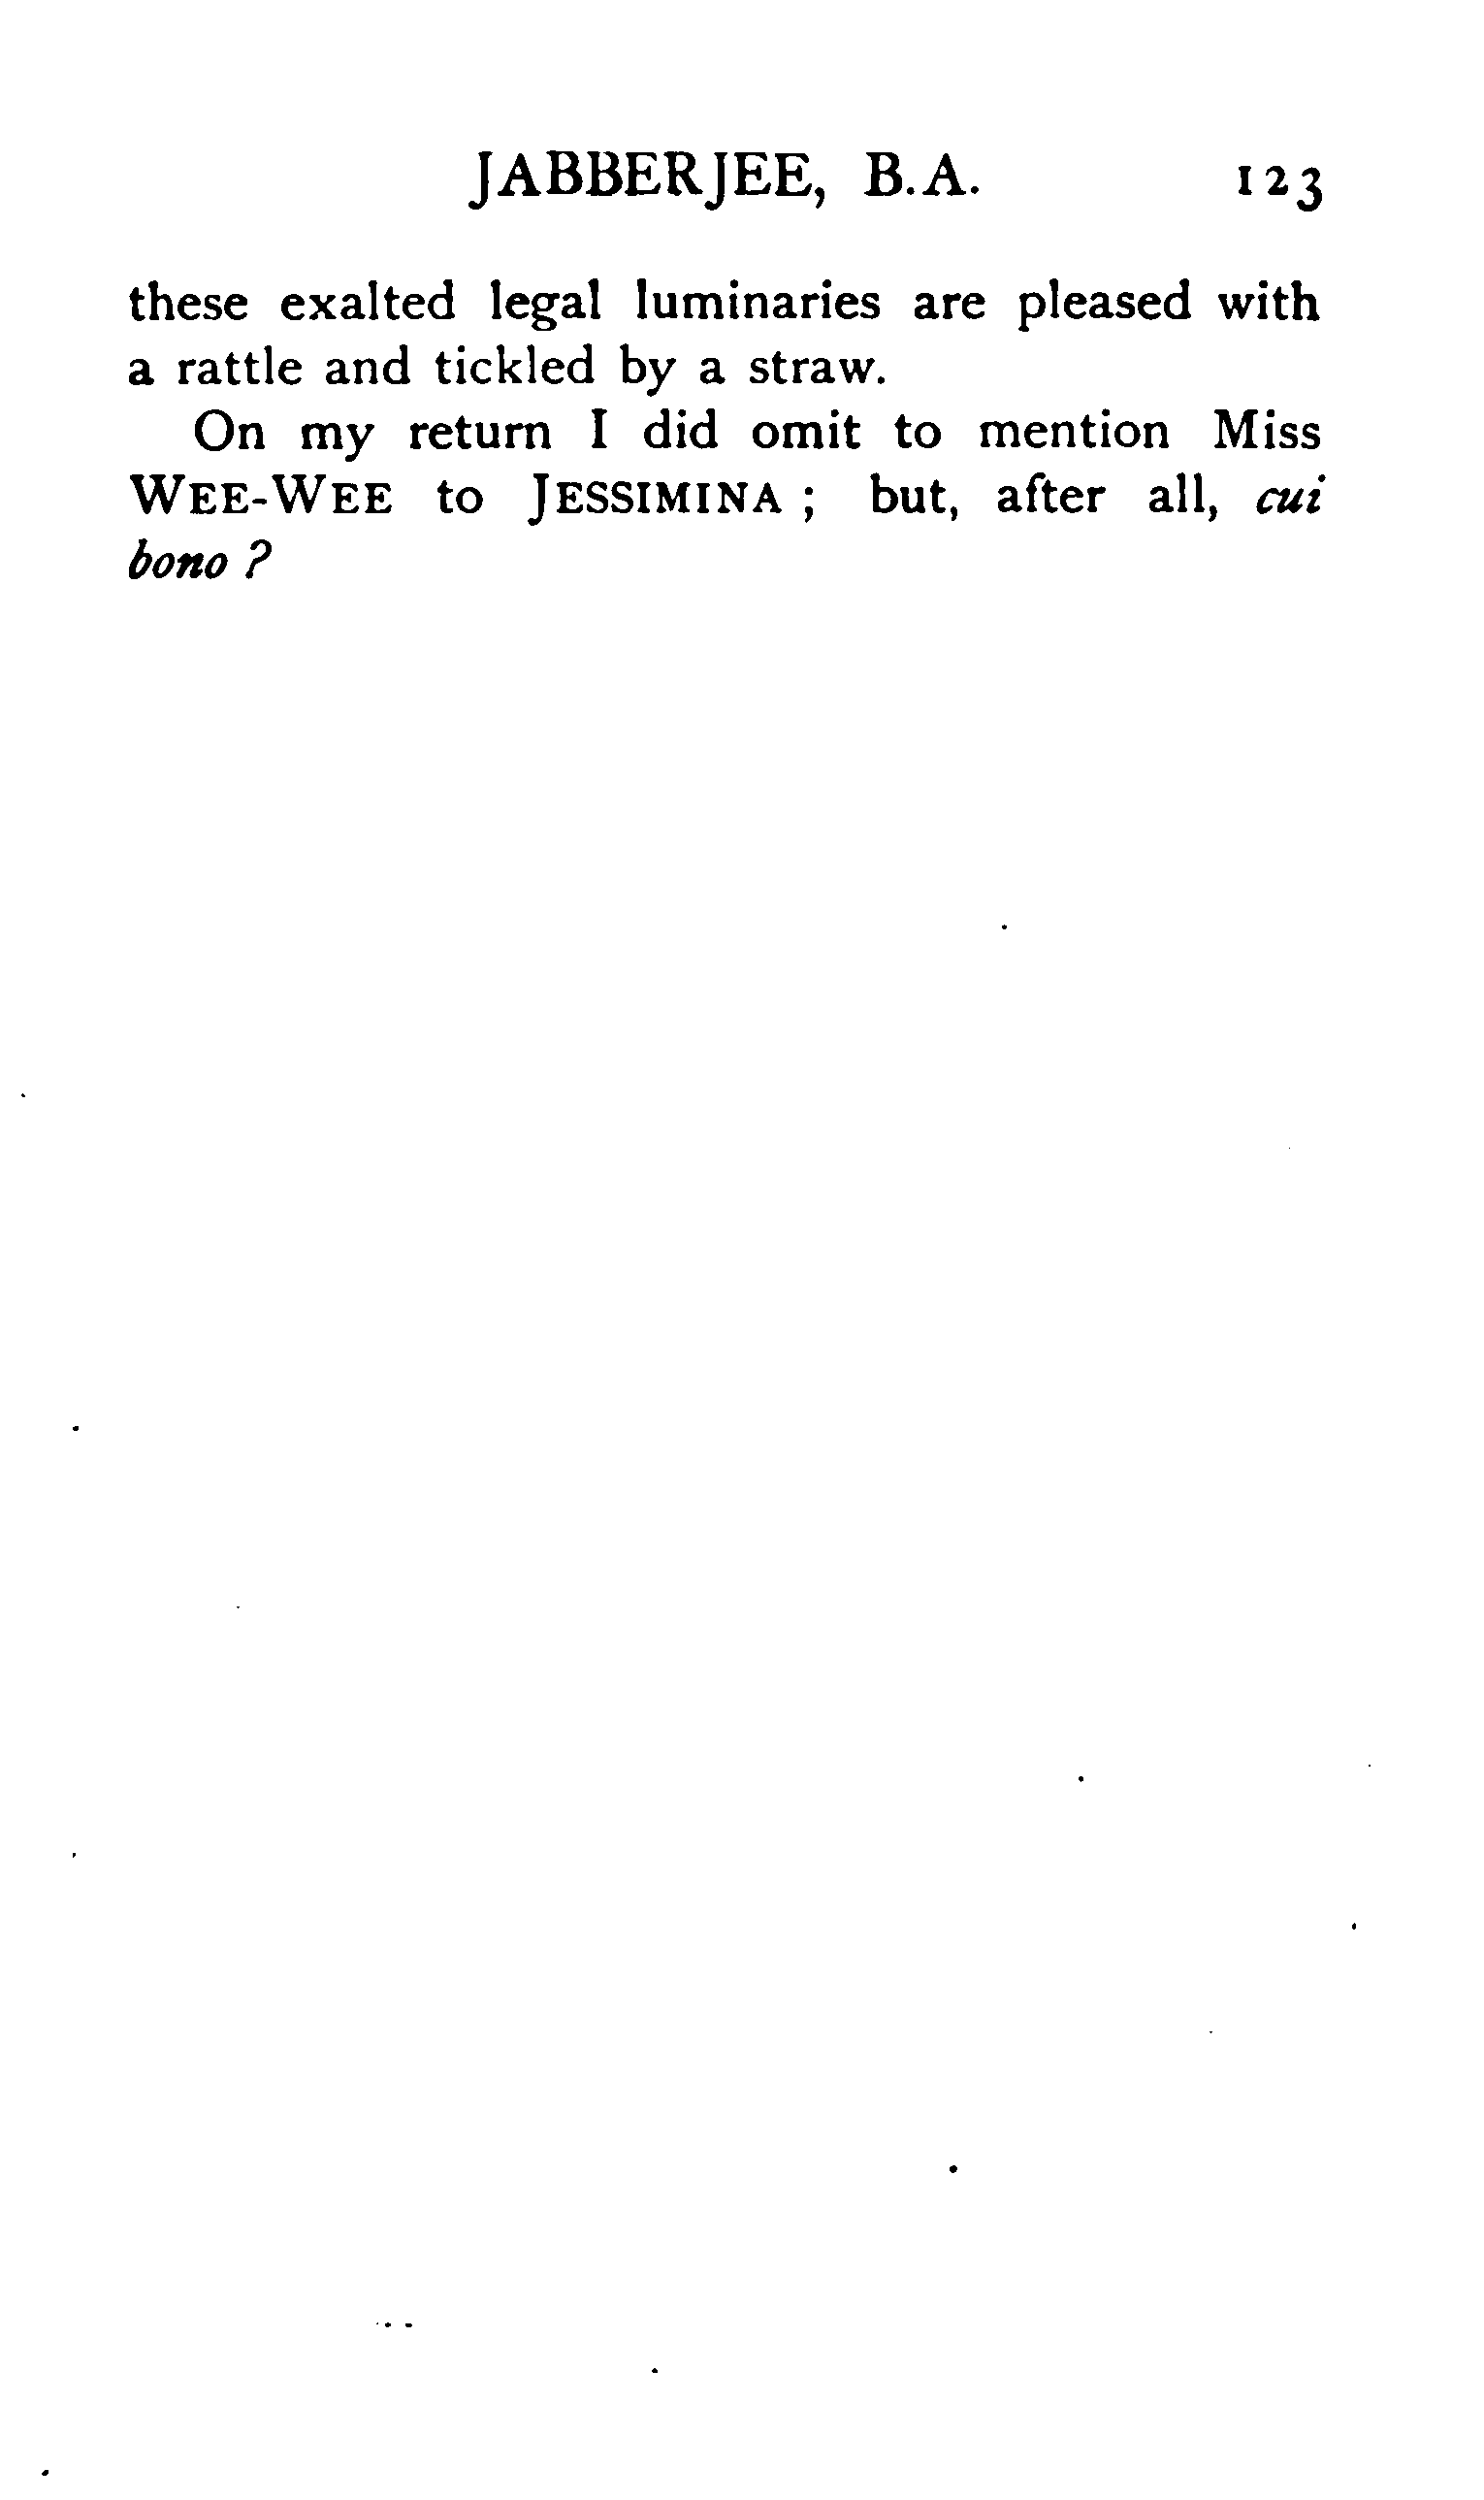 JABBERJEE, B.A. 123
these exalted legal luminaries are pleased with
a rattle and tickled by a straw.
On my return I did omit to mention Miss
WEE-WEE to JESSIMINA ; but, after all, cui
bono ?